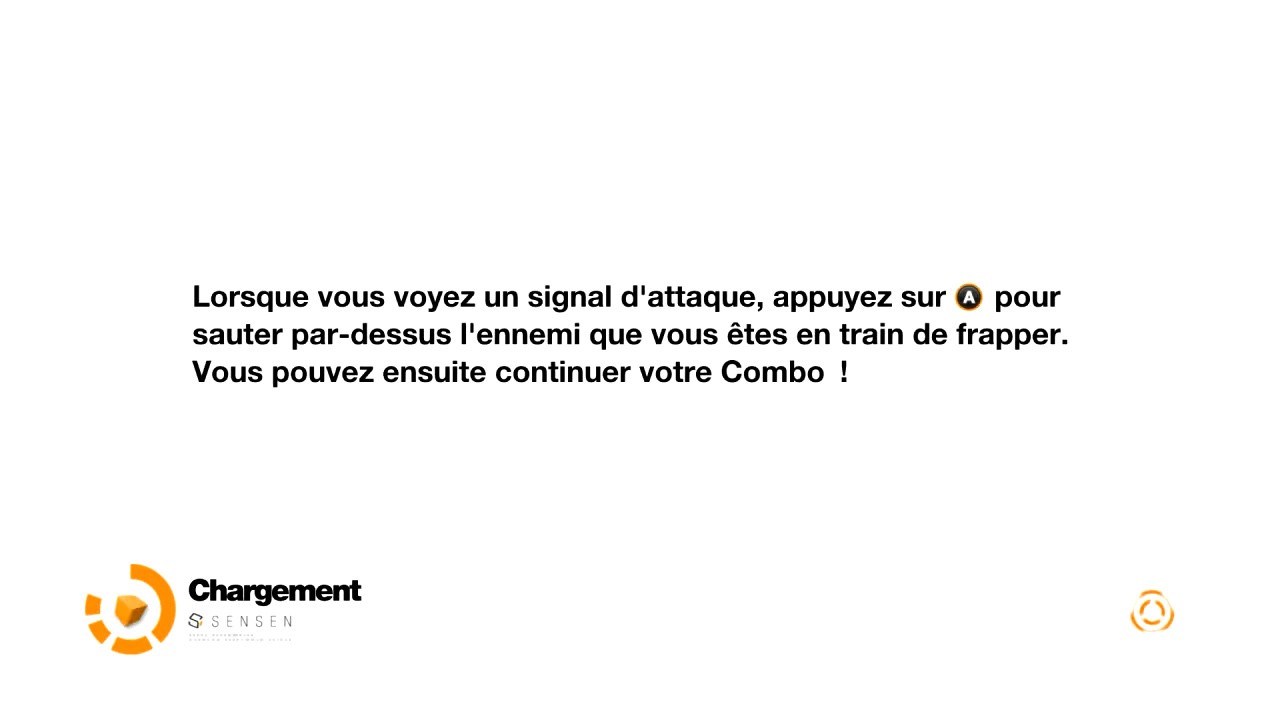 Lorsque vous voyez un signal d'attaque, appuyez sur A pour
sauter par-dessus l'ennemi que vous êtes en train de frapper.
Vous pouvez ensuite continuer votre Combo !
Chargement
SENSEN